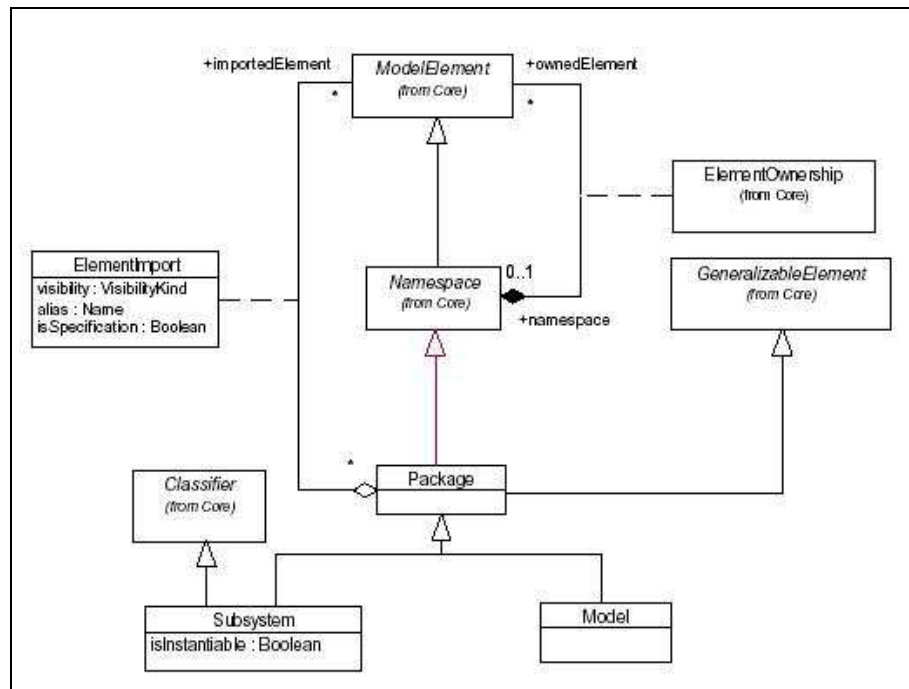 +importedElement
*
ModelElement
(from Core)
+ownedElement
*
ElementOwnership
(from Core)
ElementImport
visibility : VisibilityKind
alias : Name
isSpecification : Boolean
Namespace
(from Core)
0..1
+namespace
GeneralizableElement
(from Core)
*
Package
Classifier
(from Core)
Subsystem
isInstantiable : Boolean
Model